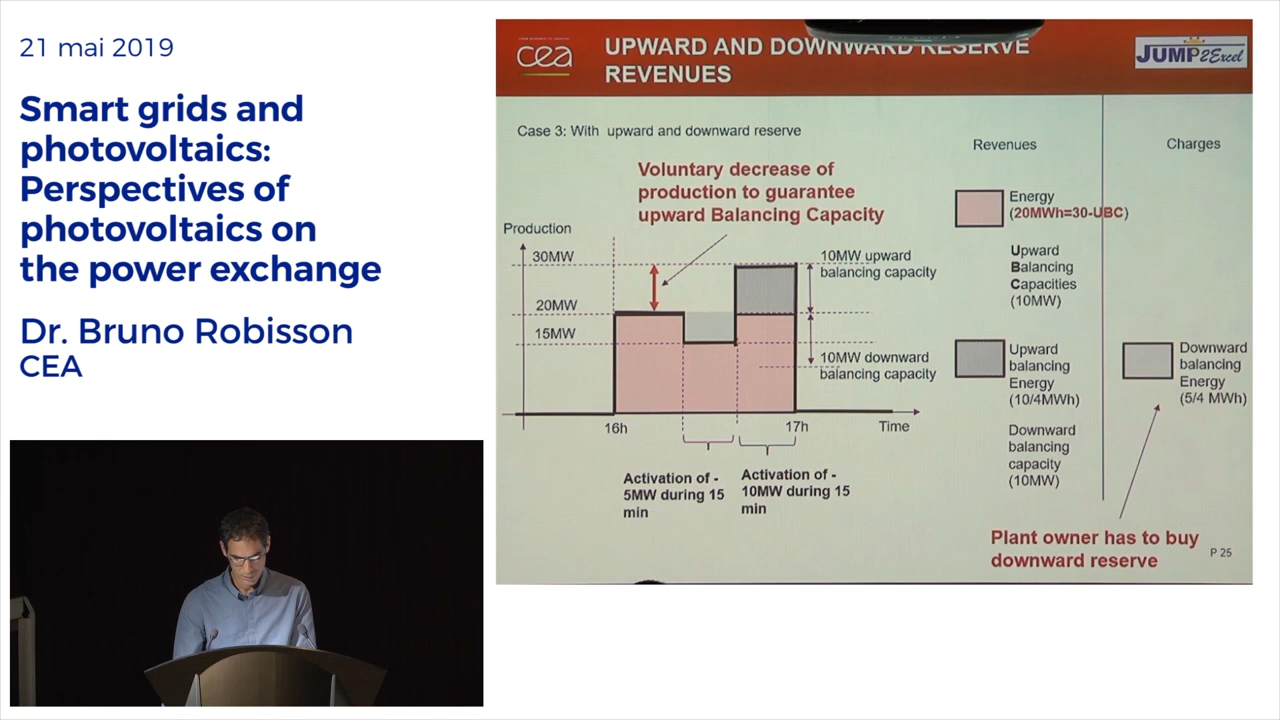 21 mai 2019
Smart grids and
photovoltaics:
Perspectives of
photovoltaics on
the power exchange
Dr. Bruno Robisson
CEA
cea
UPWARD AND DOWNWARD RESERVE
REVENUES
JUMP2Excel
Case 3: With upward and downward reserve
Voluntary decrease of
production to guarantee
upward Balancing Capacity
Production
30MW
20MW
15MW
10MW upward
balancing capacity
10MW downward
balancing capacity
16h
17h
Time
Activation of -
5MW during 15
min
Activation of -
10MW during 15
min
Revenues
Energy
(20MWh=30-UBC)
Upward
Balancing
Capacities
(10MW)
Upward
balancing
Energy
(10/4MWh)
Downward
balancing
capacity
(10MW)
Charges
Downward
balancing
Energy
(5/4 MWh)
Plant owner has to buy
downward reserve
P 25